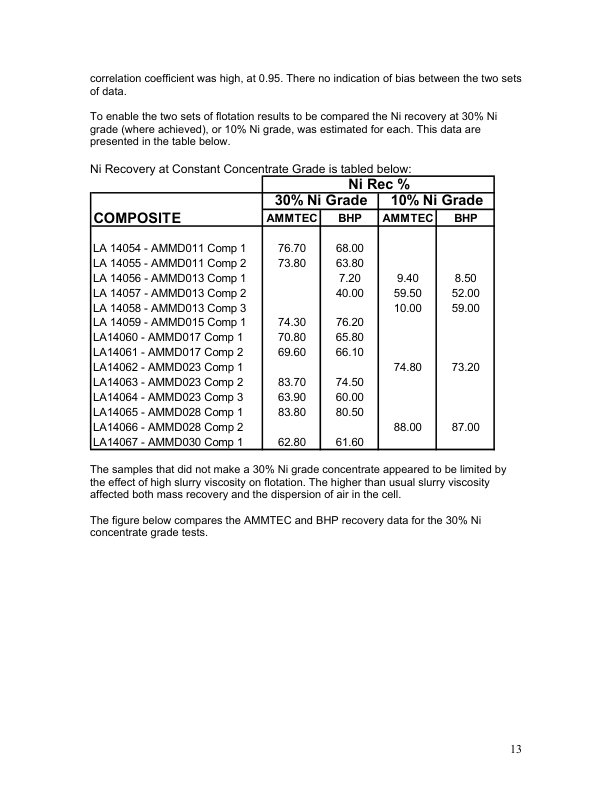 correlation coefficient was high, at 0.95. There no indication of bias between the two sets
of data.
To enable the two sets of flotation results to be compared the Ni recovery at 30% Ni
grade (where achieved), or 10% Ni grade, was estimated for each. This data are
presented in the table below.
Ni Recovery at Constant Concentrate Grade is tabled below:
Ni Rec %
30% Ni Grade 10% Ni Grade
COMPOSITE AMMTEC BHP AMMTEC BHP
LA 14054 - AMMD011 Comp 1 76.70 68.00
LA 14055 - AMMD011 Comp 2 73.80 63.80
LA 14056 - AMMD013 Comp 1 7.20 9.40 8.50
LA 14057 - AMMD013 Comp 2 40.00 59.50 52.00
LA 14058 - AMMD013 Comp 3 10.00 59.00
LA 14059 - AMMD015 Comp 1 74.30 76.20
LA14060 - AMMD017 Comp 1 70.80 65.80
LA14061 - AMMD017 Comp 2 69.60 66.10
LA14062 - AMMD023 Comp 1 74.80 73.20
LA14063 - AMMD023 Comp 2 83.70 74.50
LA14064 - AMMD023 Comp 3 63.90 60.00
LA14065 - AMMD028 Comp 1 83.80 80.50
LA14066 - AMMD028 Comp 2 88.00 87.00
LA14067 - AMMD030 Comp 1 62.80 61.60
The samples that did not make a 30% Ni grade concentrate appeared to be limited by
the effect of high slurry viscosity on flotation. The higher than usual slurry viscosity
affected both mass recovery and the dispersion of air in the cell.
The figure below compares the AMMTEC and BHP recovery data for the 30% Ni
concentrate grade tests.
13